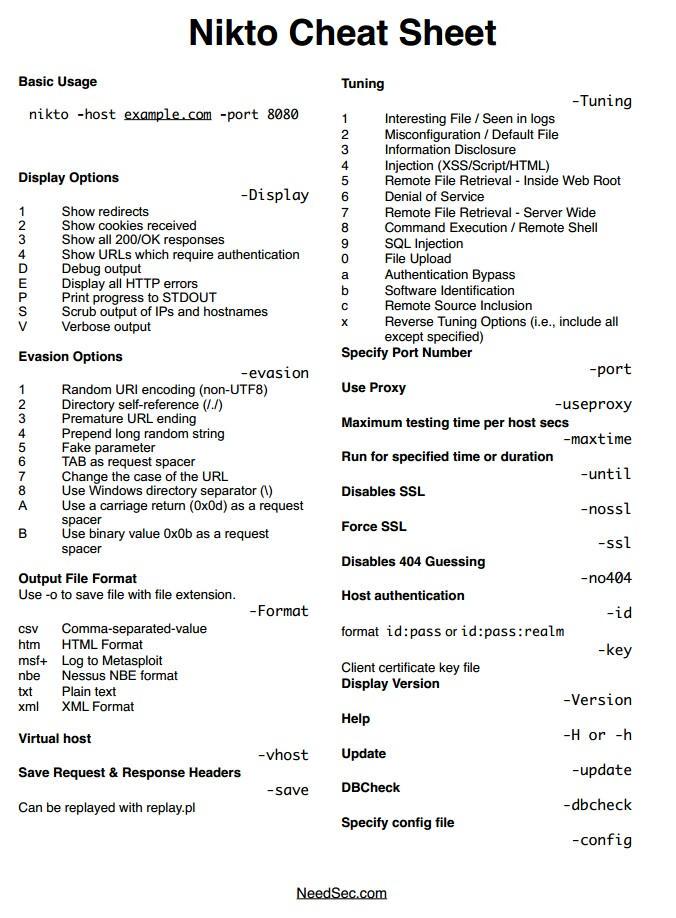 Nikto Cheat Sheet
Basic Usage
nikto -host example.com -port 8080
Display Options
-Display
1 Show redirects
2 Show cookies received
3 Show all 200/OK responses
4 Show URLs which require authentication
D Debug output
E Display all HTTP errors
P Print progress to STDOUT
S Scrub output of IPs and hostnames
V Verbose output
Evasion Options
-evasion
1 Random URI encoding (non-UTF8)
2 Directory self-reference (/./)
3 Premature URL ending
4 Prepend long random string
5 Fake parameter
6 TAB as request spacer
7 Change the case of the URL
8 Use Windows directory separator (\)
A Use a carriage return (0x0d) as a request
spacer
B Use binary value 0x0b as a request
spacer
Output File Format
Use -o to save file with file extension.
-Format
csv Comma-separated-value
htm HTML Format
msf+ Log to Metasploit
nbe Nessus NBE format
txt Plain text
xml XML Format
Virtual host
-vhost
Save Request & Response Headers
-save
Can be replayed with replay.pl
Tuning
-Tuning
1 Interesting File / Seen in logs
2 Misconfiguration / Default File
3 Information Disclosure
4 Injection (XSS/Script/HTML)
5 Remote File Retrieval - Inside Web Root
6 Denial of Service
7 Remote File Retrieval - Server Wide
8 Command Execution / Remote Shell
9 SQL Injection
0 File Upload
a Authentication Bypass
b Software Identification
c Remote Source Inclusion
x Reverse Tuning Options (i.e., include all
except specified)
Specify Port Number
-port
Use Proxy
-useproxy
Maximum testing time per host secs
-maxtime
Run for specified time or duration
-until
Disables SSL
-nossl
Force SSL
-ssl
Disables 404 Guessing
-no404
Host authentication
-id
format id:pass or id:pass:realm
-key
Client certificate key file
Display Version
-Version
Help
-H or -h
Update
-update
DBCheck
-dbcheck
Specify config file
-config
NeedSec.com